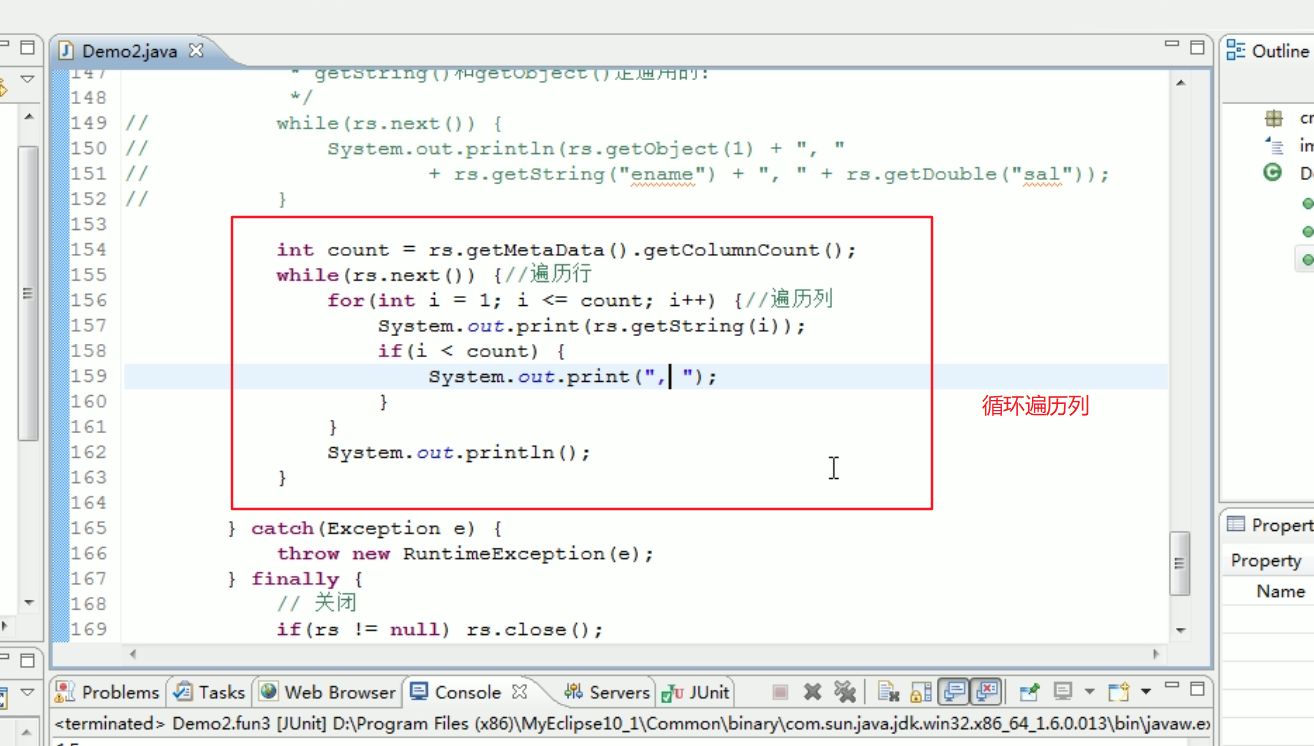 Demo2.java
Outline
147 * getString()和getObject()是通用的!
148 */
149 // while(rs.next()) {
150 // System.out.println(rs.getObject(1) + ", "
151 // + rs.getString("ename") + ", " + rs.getDouble("sal"));
152 // }
153
154 int count = rs.getMetaData().getColumnCount();
155 while(rs.next()) {//遍历行
156 for(int i = 1; i <= count; i++) {//遍历列
157 System.out.print(rs.getString(i));
158 if(i < count) {
159 System.out.print(", ");
160 }
161 }
162 System.out.println();
163 }
164
165 } catch(Exception e) {
166 throw new RuntimeException(e);
167 } finally {
168 // 关闭
169 if(rs != null) rs.close();
循环遍历列
Propert
Property
Name
Problems Tasks Web Browser Console Servers JUnit
<terminated> Demo2.fun3 [JUnit] D:\Program Files (x86)\MyEclipse10_1\Common\binary\com.sun.java.jdk.win32.x86_64_1.6.0.013\bin\javaw.ex